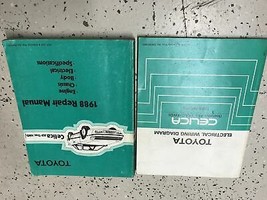 TOYOTA
Celica
1988 Repair Manual
Engine
Chassis
Body
Electrical
Specifications
TOYOTA
ELECTRICAL WIRING DIAGRAM
CELICA